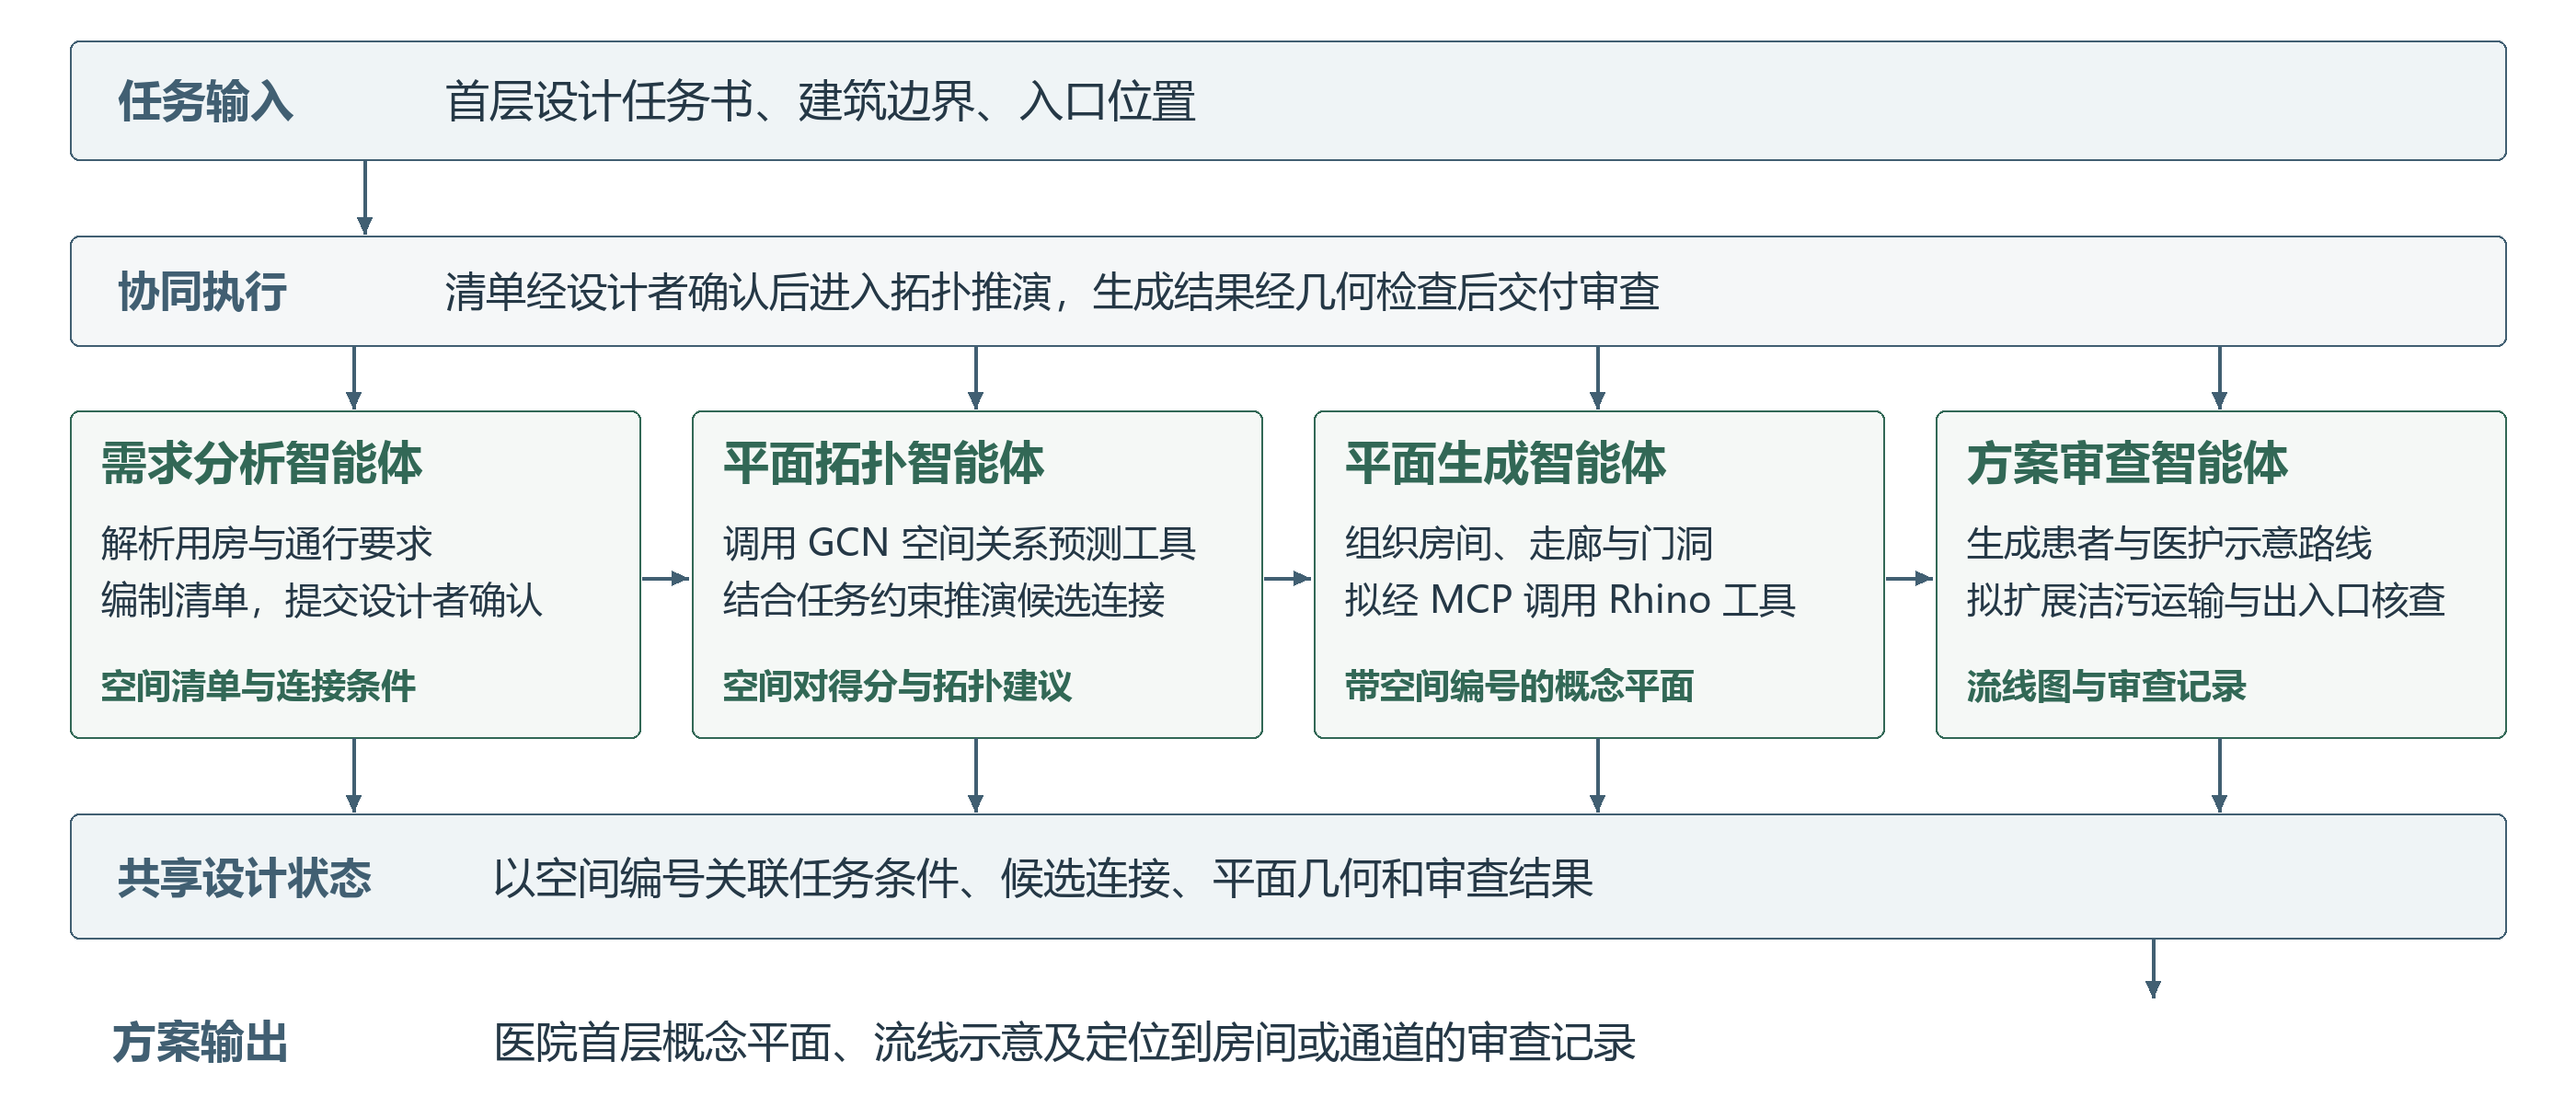 任务输入 首层设计任务书、建筑边界、入口位置
协同执行 清单经设计者确认后进入拓扑推演，生成结果经几何检查后交付审查
需求分析智能体
解析用房与通行要求
编制清单，提交设计者确认
空间清单与连接条件
平面拓扑智能体
调用 GCN 空间关系预测工具
结合任务约束推演候选连接
空间对得分与拓扑建议
平面生成智能体
组织房间、走廊与门洞
拟经 MCP 调用 Rhino 工具
带空间编号的概念平面
方案审查智能体
生成患者与医护示意路线
拟扩展洁污运输与出入口核查
流线图与审查记录
共享设计状态 以空间编号关联任务条件、候选连接、平面几何和审查结果
方案输出 医院首层概念平面、流线示意及定位到房间或通道的审查记录